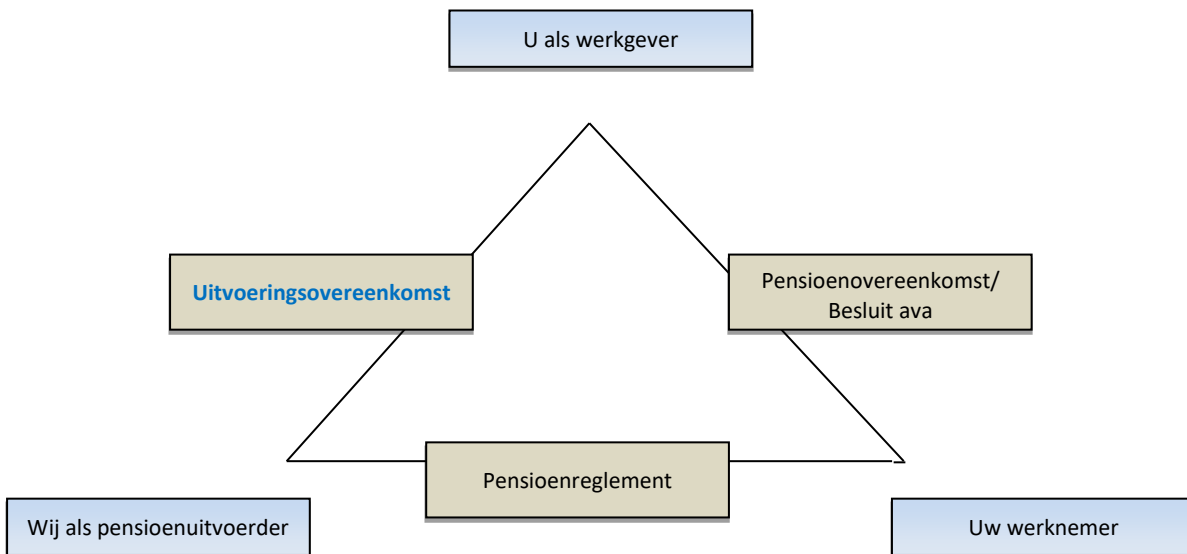 U als werkgever
Uitvoeringsovereenkomst
Pensioenovereenkomst/
Besluit ava
Pensioenreglement
Wij als pensioenuitvoerder
Uw werknemer